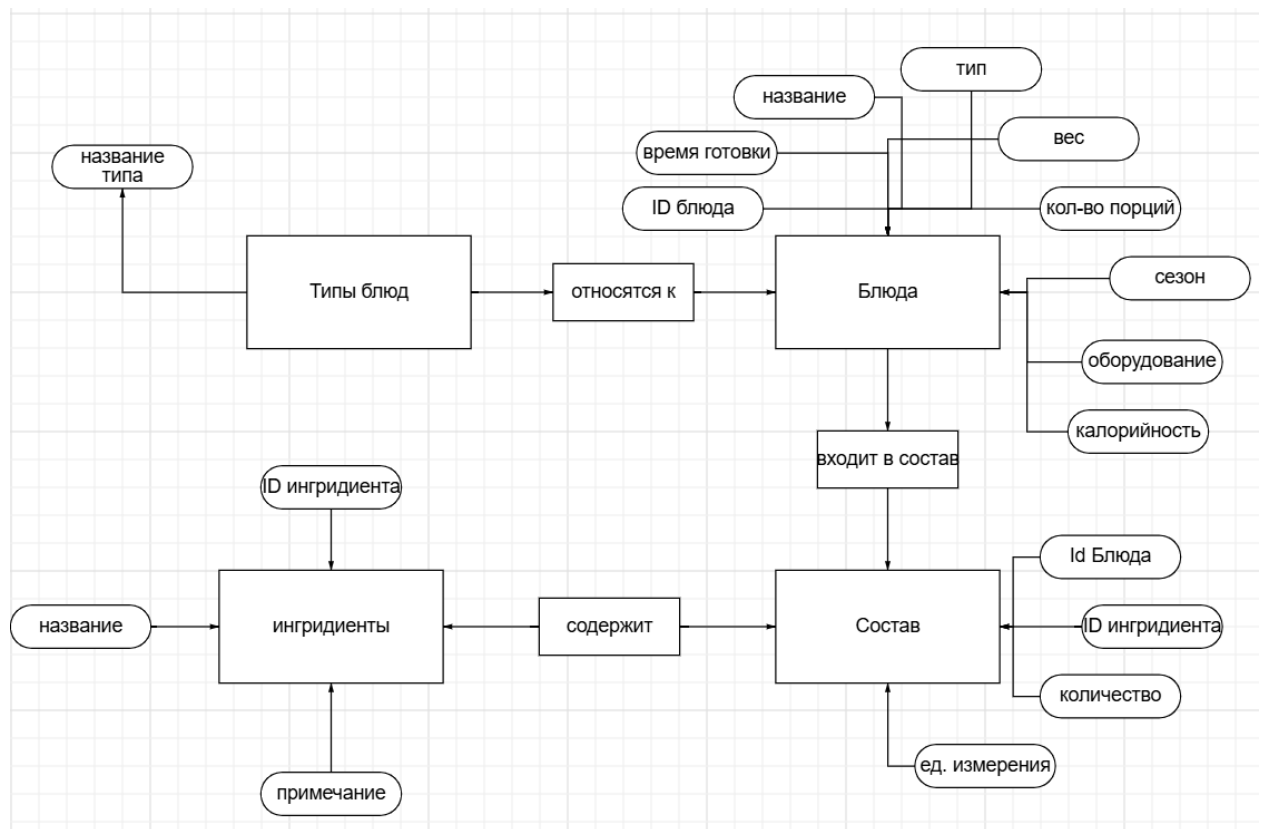 тип
название
вес
время готовки
название
типа
ID блюда
кол-во порций
Типы блюд
относятся к
Блюда
сезон
оборудование
калорийность
входит в состав
ID ингридиента
Id Блюда
название
ингридиенты
содержит
Состав
ID ингридиента
количество
ед. измерения
примечание